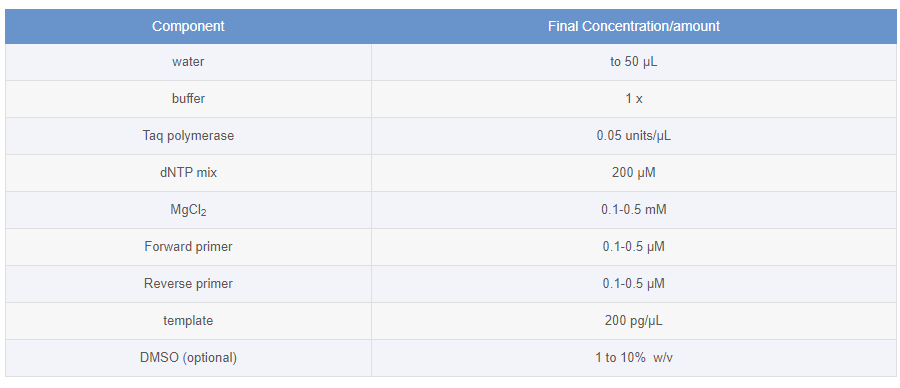 Component Final Concentration/amount
water to 50 µL
buffer 1 x
Taq polymerase 0.05 units/µL
dNTP mix 200 µM
MgCl₂ 0.1-0.5 mM
Forward primer 0.1-0.5 µM
Reverse primer 0.1-0.5 µM
template 200 pg/µL
DMSO (optional) 1 to 10% w/v